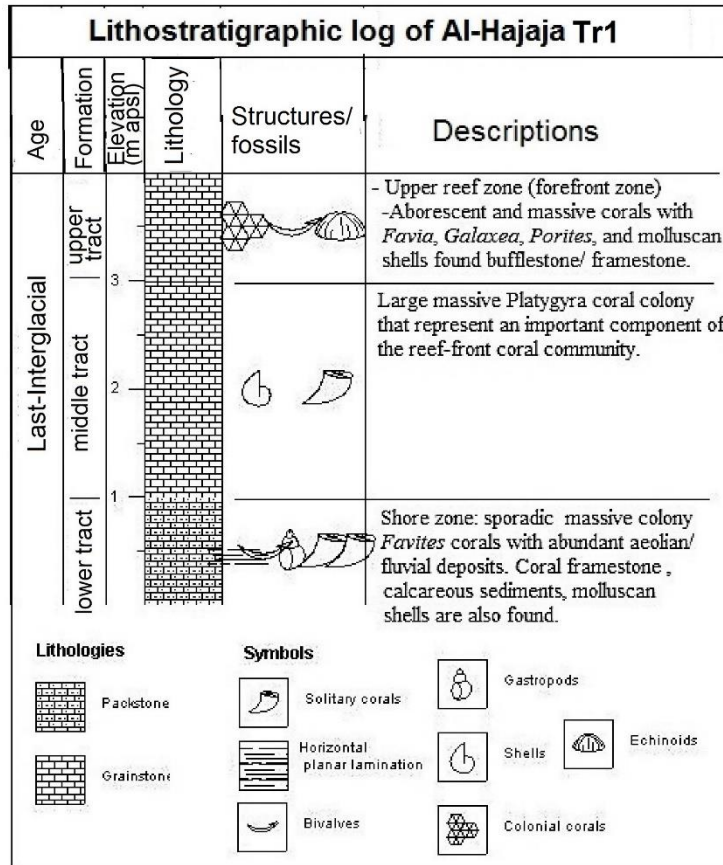 Lithostratigraphic log of Al-Hajaja Tr1
Age
Formation
Elevation
(m apsl)
Lithology
Structures/
fossils
Descriptions
Last-Interglacial
upper
tract
middle tract
lower tract
3
2
1
- Upper reef zone (forefront zone)
-Aborescent and massive corals with
Favia, Galaxea, Porites, and molluscan
shells found bufflestone/ framestone.
Large massive Platygyra coral colony
that represent an important component of
the reef-front coral community.
Shore zone: sporadic massive colony
Favites corals with abundant aeolian/
fluvial deposits. Coral framestone ,
calcareous sediments, molluscan
shells are also found.
Lithologies
Packstone
Grainstone
Symbols
Solitary corals
Horizontal
planar lamination
Bivalves
Gastropods
Shells
Colonial corals
Echinoids